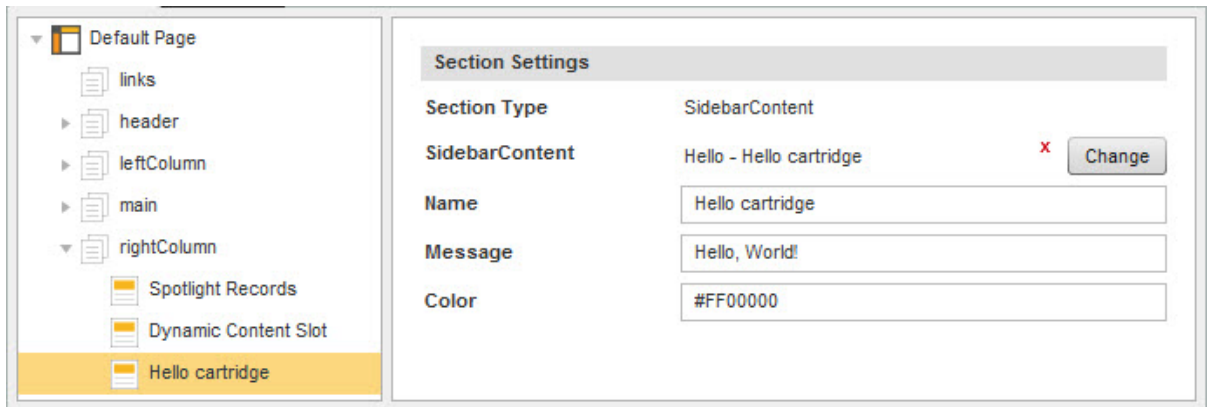 Default Page
links
header
leftColumn
main
rightColumn
Spotlight Records
Dynamic Content Slot
Hello cartridge
Section Settings
Section Type SidebarContent
SidebarContent Hello - Hello cartridge x Change
Name Hello cartridge
Message Hello, World!
Color #FF00000